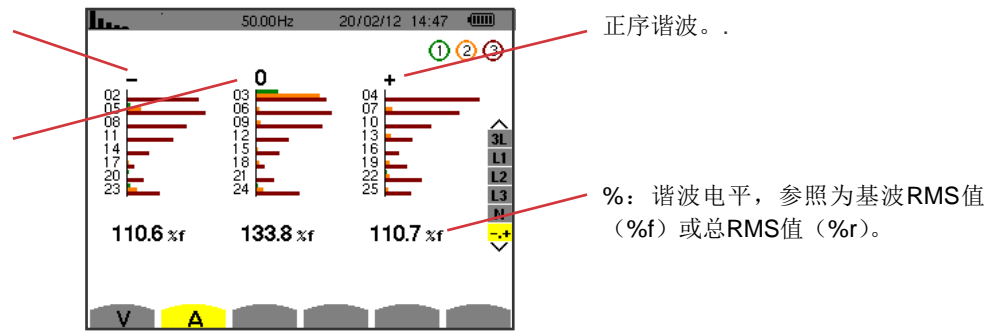 50.00Hz 20/02/12 14:47
1 2 3
− 0 +
02 03 04
05 06 07
08 09 10
11 12 13
14 15 16
17 18 19
20 21 22
23 24 25
3L
L1
L2
L3
N
-.+
110.6 %f 133.8 %f 110.7 %f
V A
正序谐波。.
%：谐波电平，参照为基波RMS值
（%f）或总RMS值（%r）。